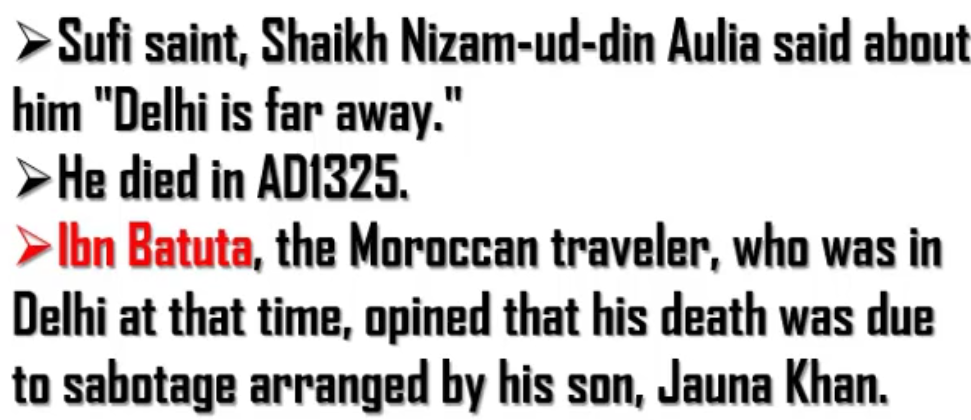 ➢Sufi saint, Shaikh Nizam-ud-din Aulia said about
him "Delhi is far away."
➢He died in AD1325.
➢Ibn Batuta, the Moroccan traveler, who was in
Delhi at that time, opined that his death was due
to sabotage arranged by his son, Jauna Khan.